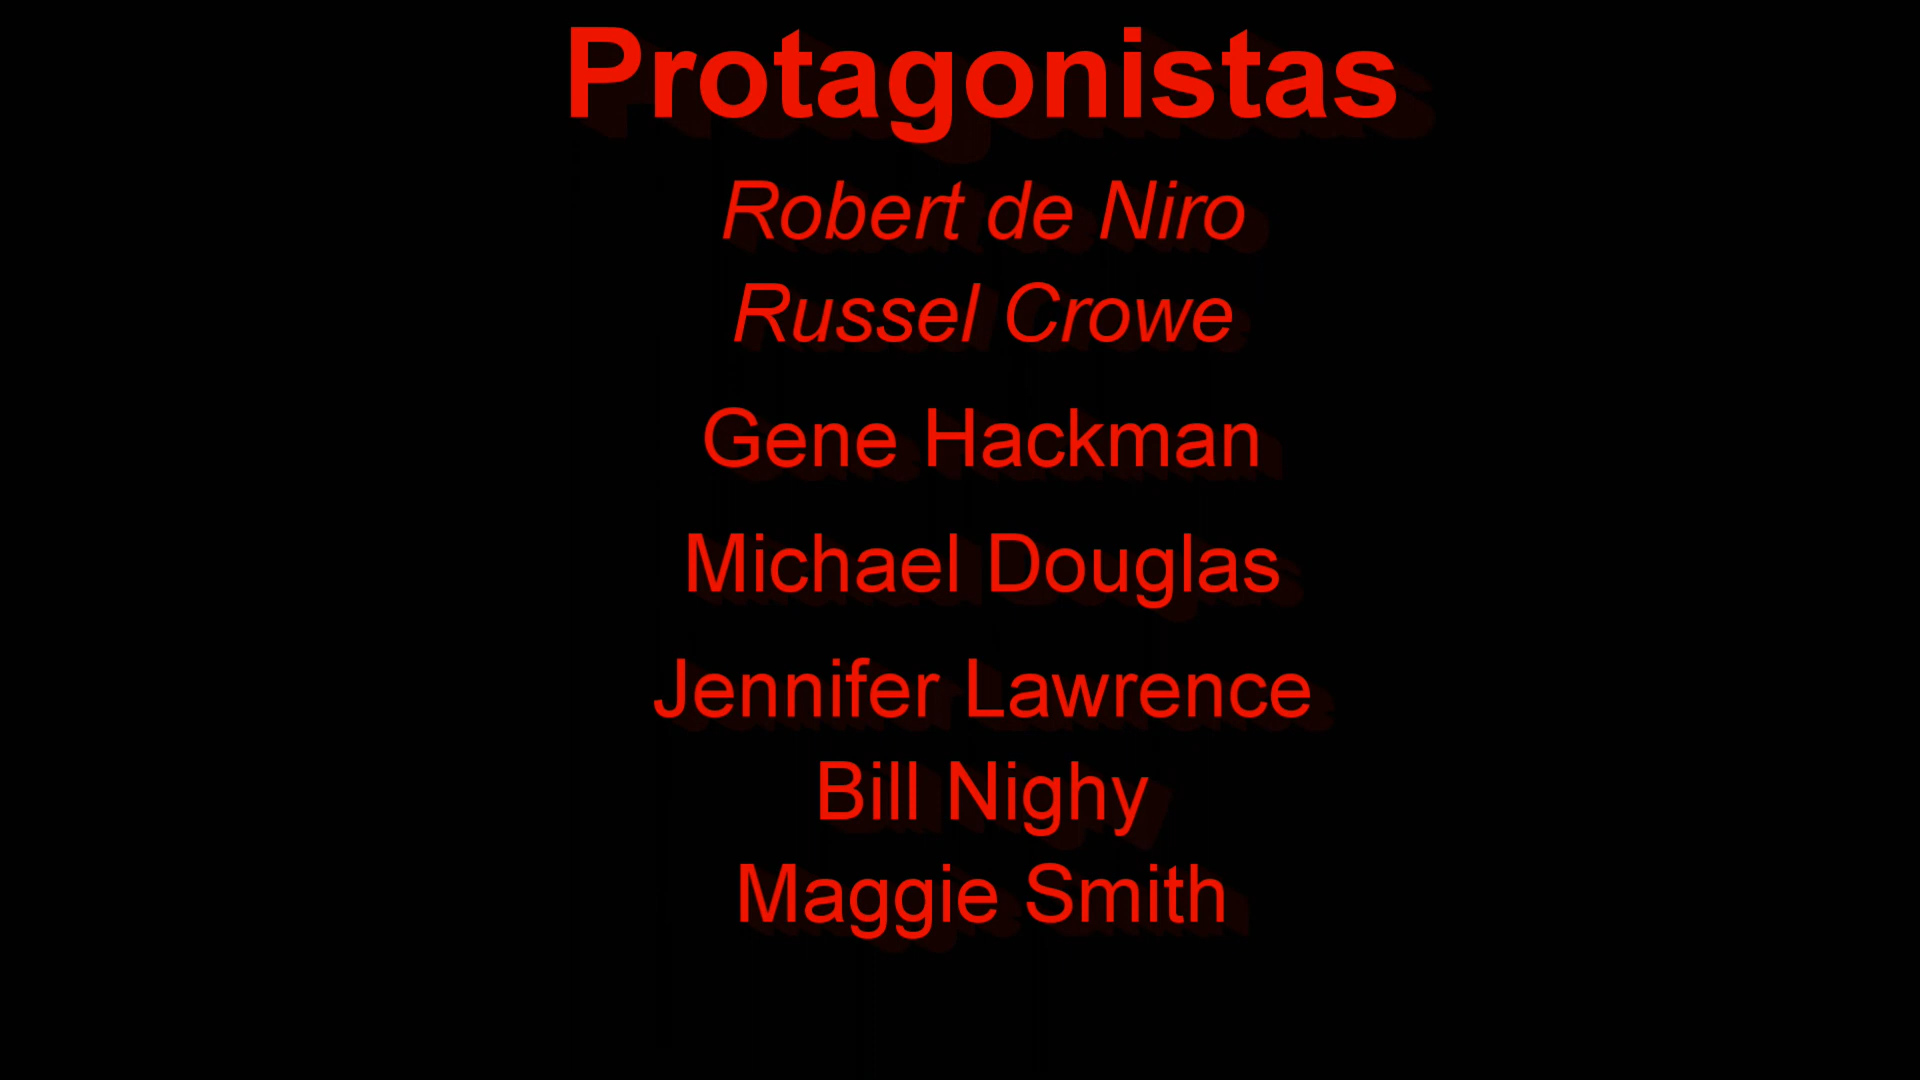 Protagonistas
Robert de Niro
Russel Crowe
Gene Hackman
Michael Douglas
Jennifer Lawrence
Bill Nighy
Maggie Smith